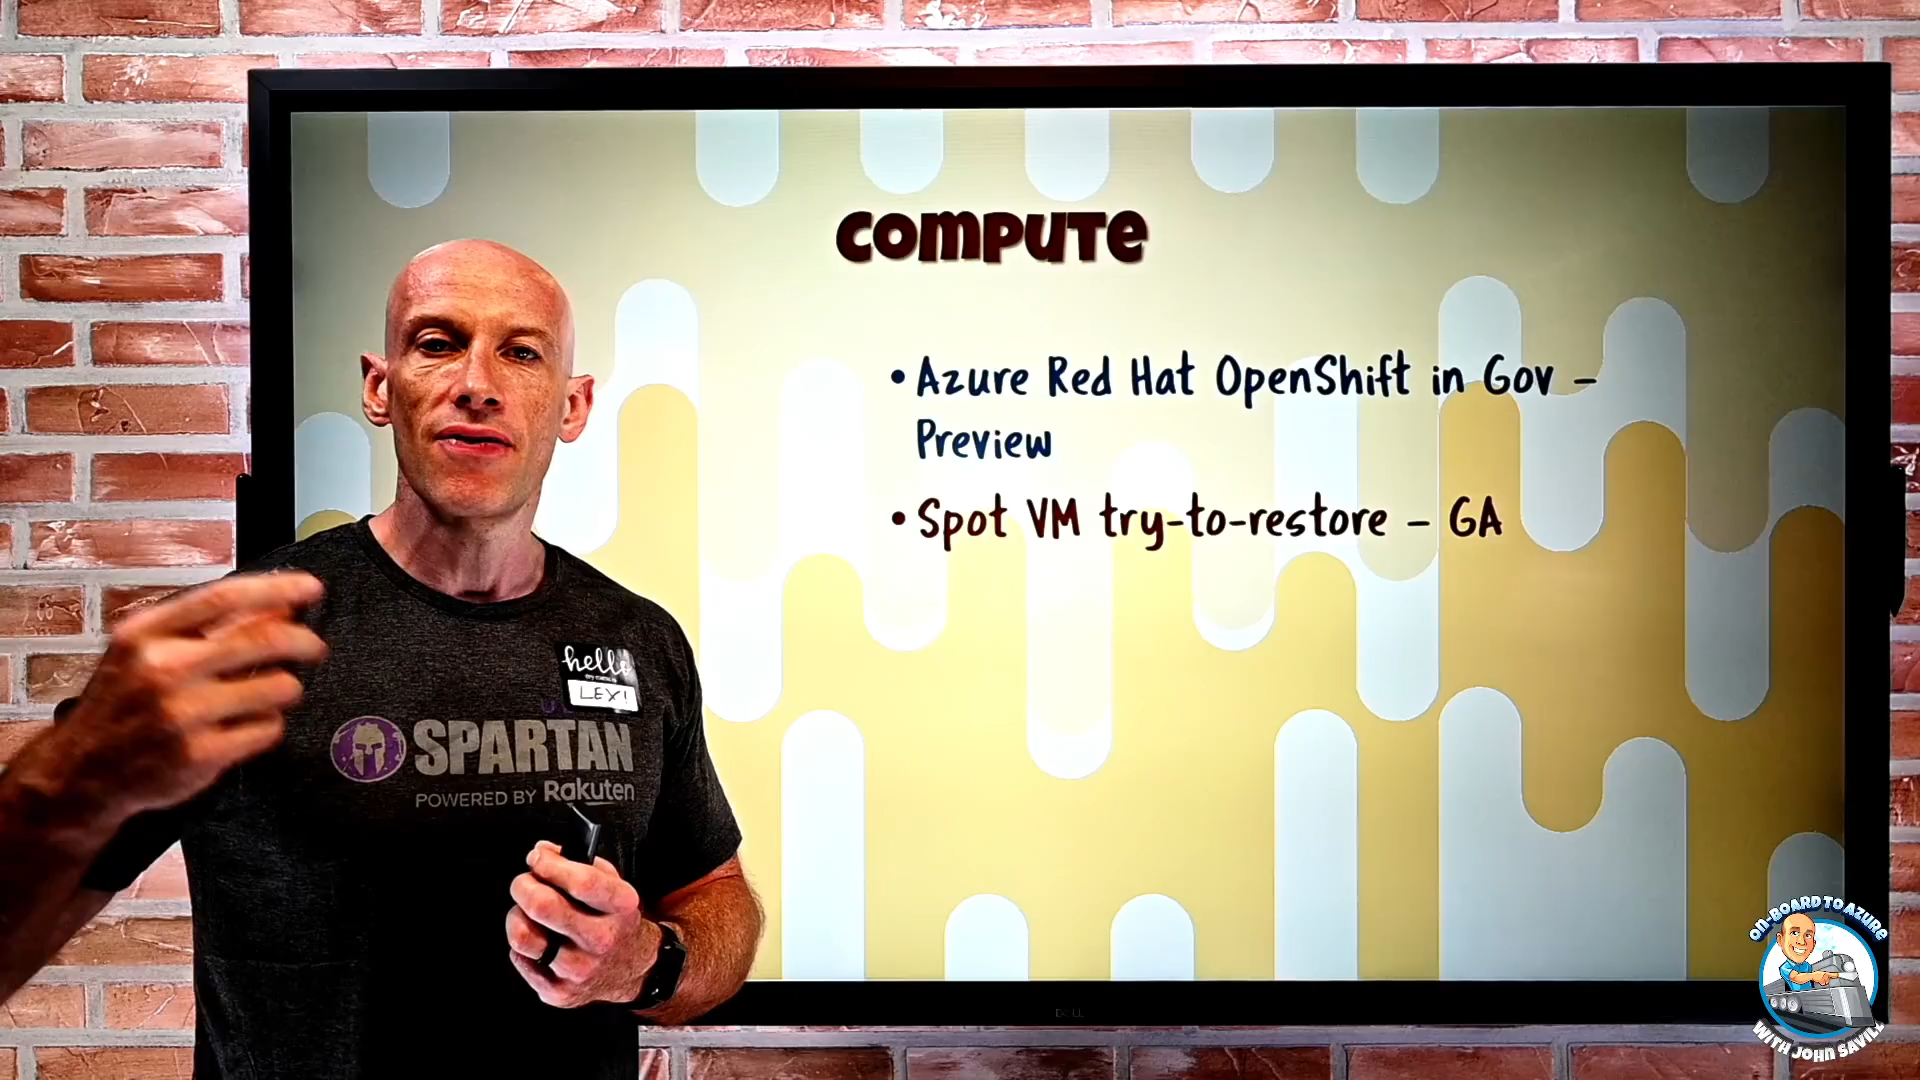 COMPUTE
• Azure Red Hat OpenShift in Gov –
Preview
• Spot VM try-to-restore – GA
hello
LEXI
SPARTAN
POWERED BY Rakuten
DELL
ON-BOARD TO AZURE
WITH JOHN SAVILL